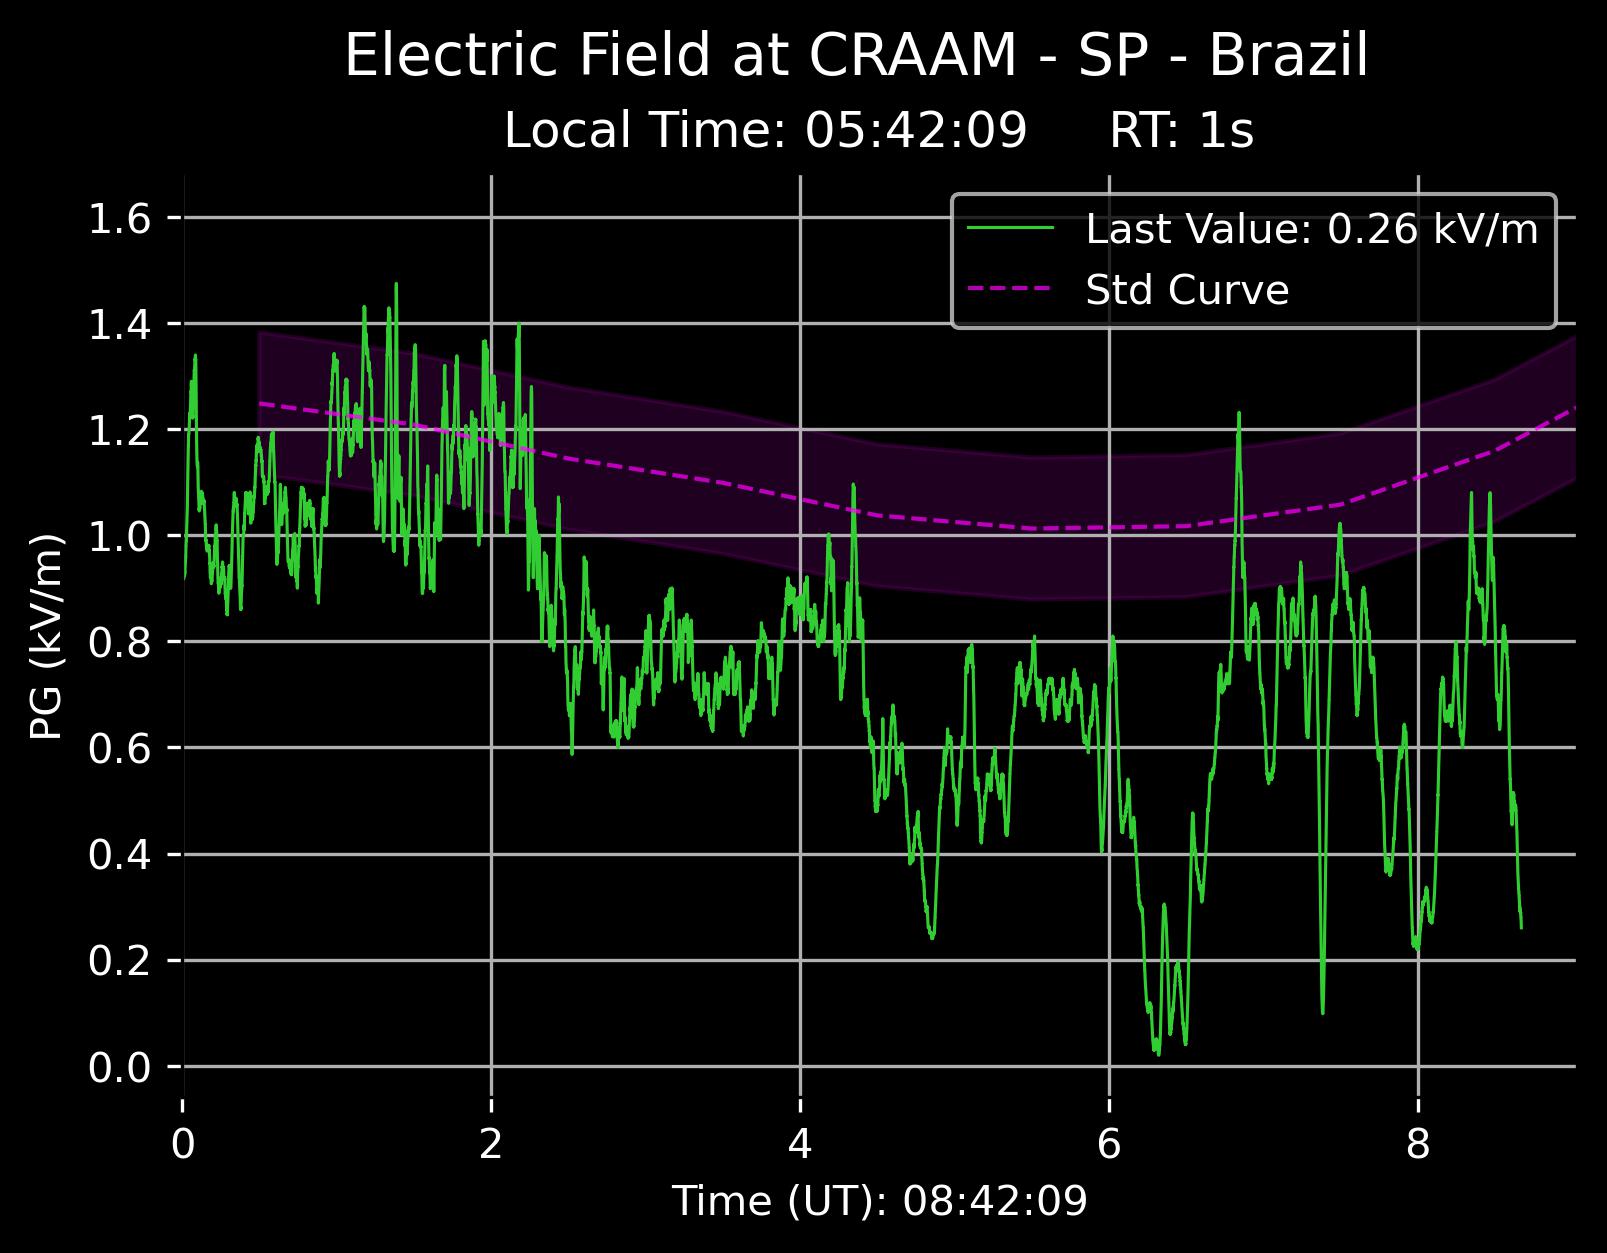 Electric Field at CRAAM - SP - Brazil
Local Time: 05:42:09 RT: 1s
Last Value: 0.26 kV/m
Std Curve
PG (kV/m)
1.6
1.4
1.2
1.0
0.8
0.6
0.4
0.2
0.0
0 2 4 6 8
Time (UT): 08:42:09